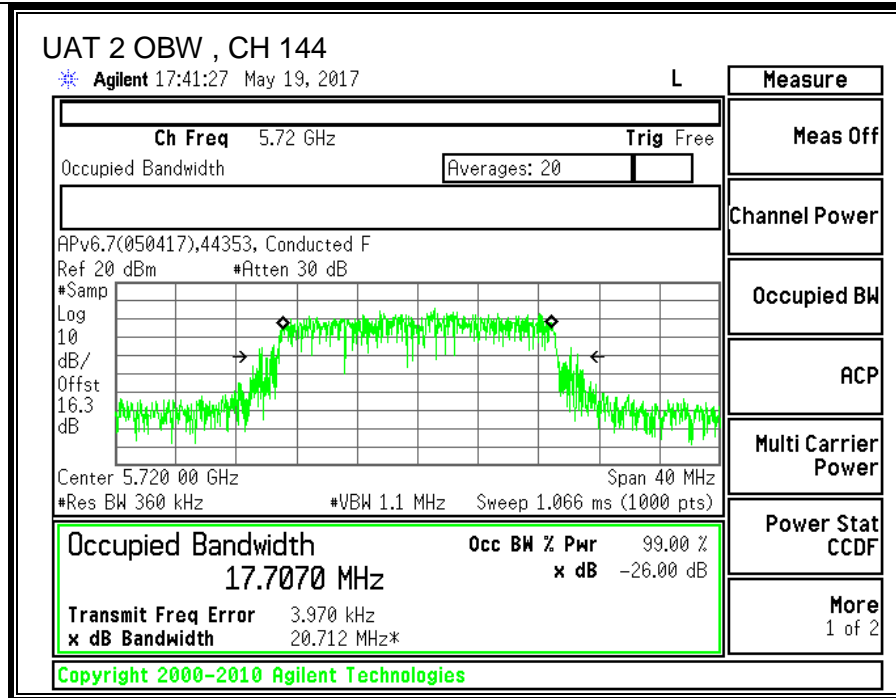 UAT 2 OBW , CH 144
Agilent 17:41:27 May 19, 2017 L
Measure
Ch Freq 5.72 GHz Trig Free
Meas Off
Occupied Bandwidth Averages: 20
Channel Power
APv6.7(050417),44353, Conducted F
Ref 20 dBm #Atten 30 dB
#Samp
Log
10
dB/
Offst
16.3
dB
Occupied BW
ACP
Multi Carrier
Power
Center 5.720 00 GHz Span 40 MHz
#Res BW 360 kHz #VBW 1.1 MHz Sweep 1.066 ms (1000 pts)
Power Stat
CCDF
Occupied Bandwidth Occ BW % Pwr 99.00 %
17.7070 MHz x dB -26.00 dB
Transmit Freq Error 3.970 kHz
x dB Bandwidth 20.712 MHz*
More
1 of 2
Copyright 2000-2010 Agilent Technologies